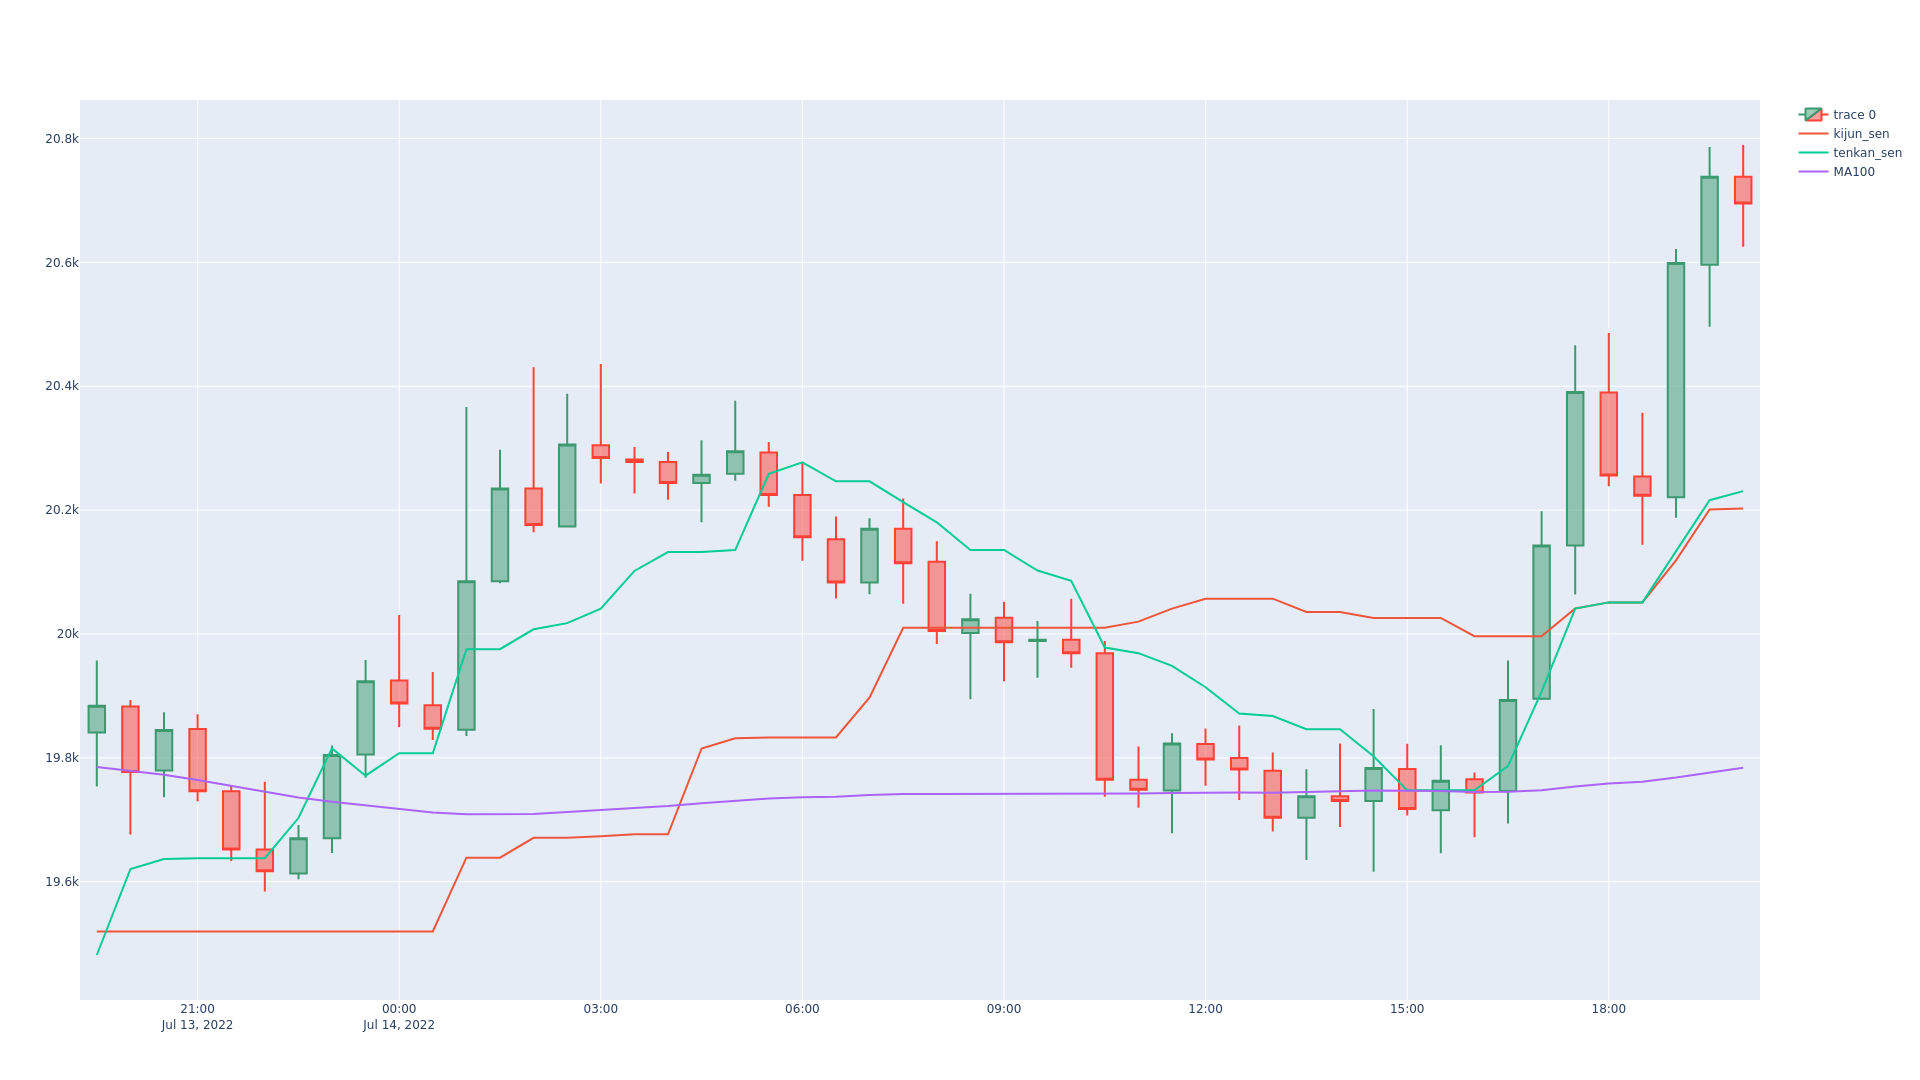 20.8k
20.6k
20.4k
20.2k
20k
19.8k
19.6k
21:00
Jul 13, 2022
00:00
Jul 14, 2022
03:00
06:00
09:00
12:00
15:00
18:00
trace 0
kijun_sen
tenkan_sen
MA100